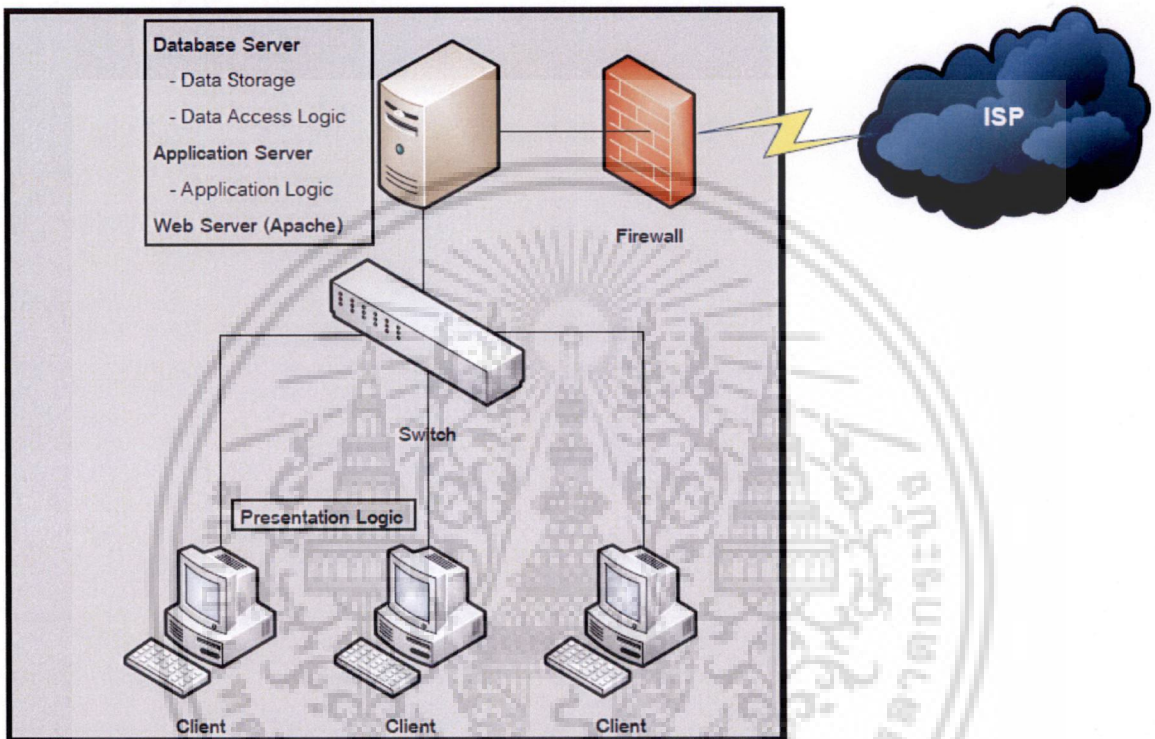 Database Server
- Data Storage
- Data Access Logic
Application Server
- Application Logic
Web Server (Apache)
ISP
Firewall
Switch
Presentation Logic
Client
Client
Client